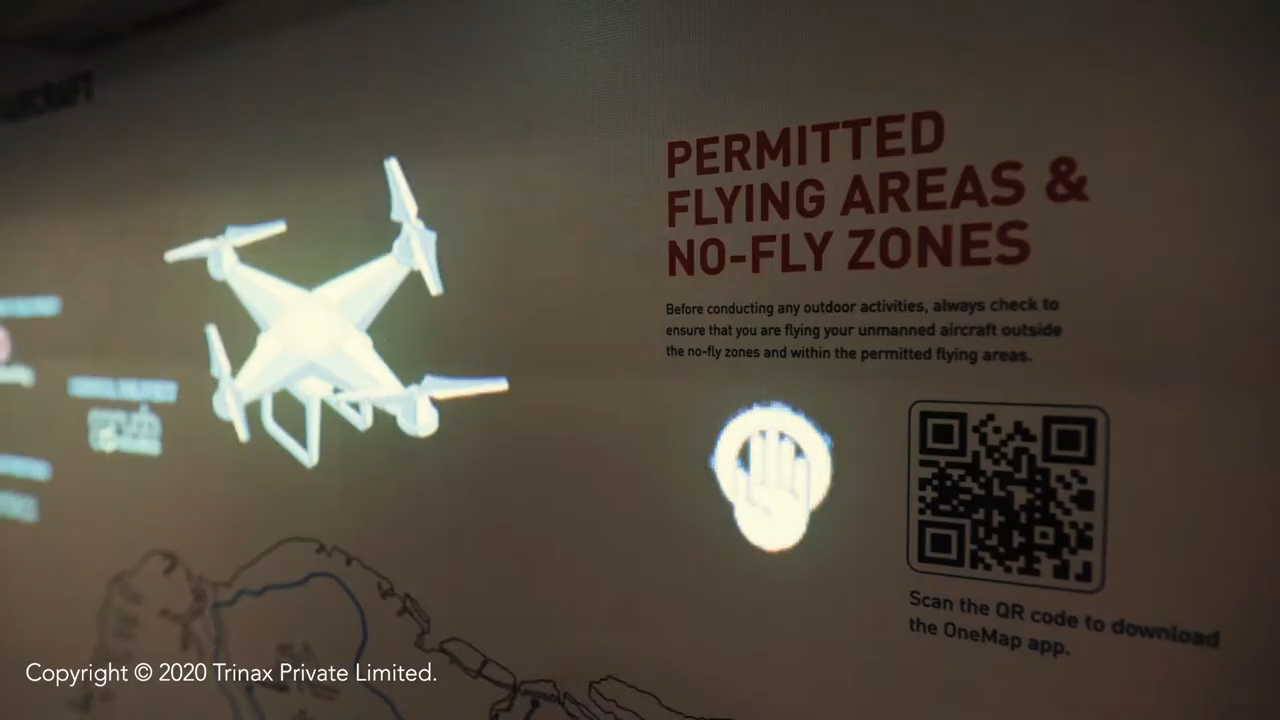 PERMITTED
FLYING AREAS &
NO-FLY ZONES
Before conducting any outdoor activities, always check to
ensure that you are flying your unmanned aircraft outside
the no-fly zones and within the permitted flying areas.
Scan the QR code to download
the OneMap app.
Copyright © 2020 Trinax Private Limited.